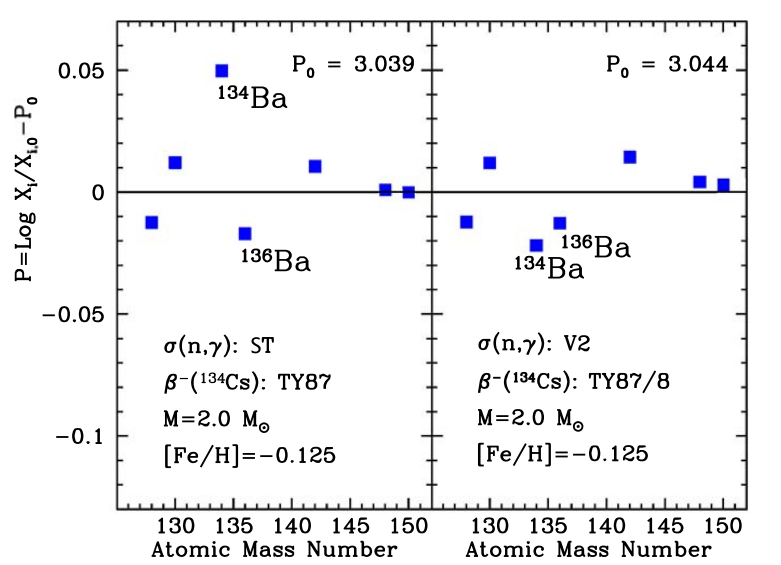 P=Log Xᵢ/Xᵢ,₀−P₀
0.05
0
−0.05
−0.1
P₀ = 3.039
¹³⁴Ba
¹³⁶Ba
σ(n,γ): ST
β⁻(¹³⁴Cs): TY87
M=2.0 M☉
[Fe/H]=−0.125
130 135 140 145 150
Atomic Mass Number
P₀ = 3.044
¹³⁶Ba
¹³⁴Ba
σ(n,γ): V2
β⁻(¹³⁴Cs): TY87/8
M=2.0 M☉
[Fe/H]=−0.125
130 135 140 145 150
Atomic Mass Number